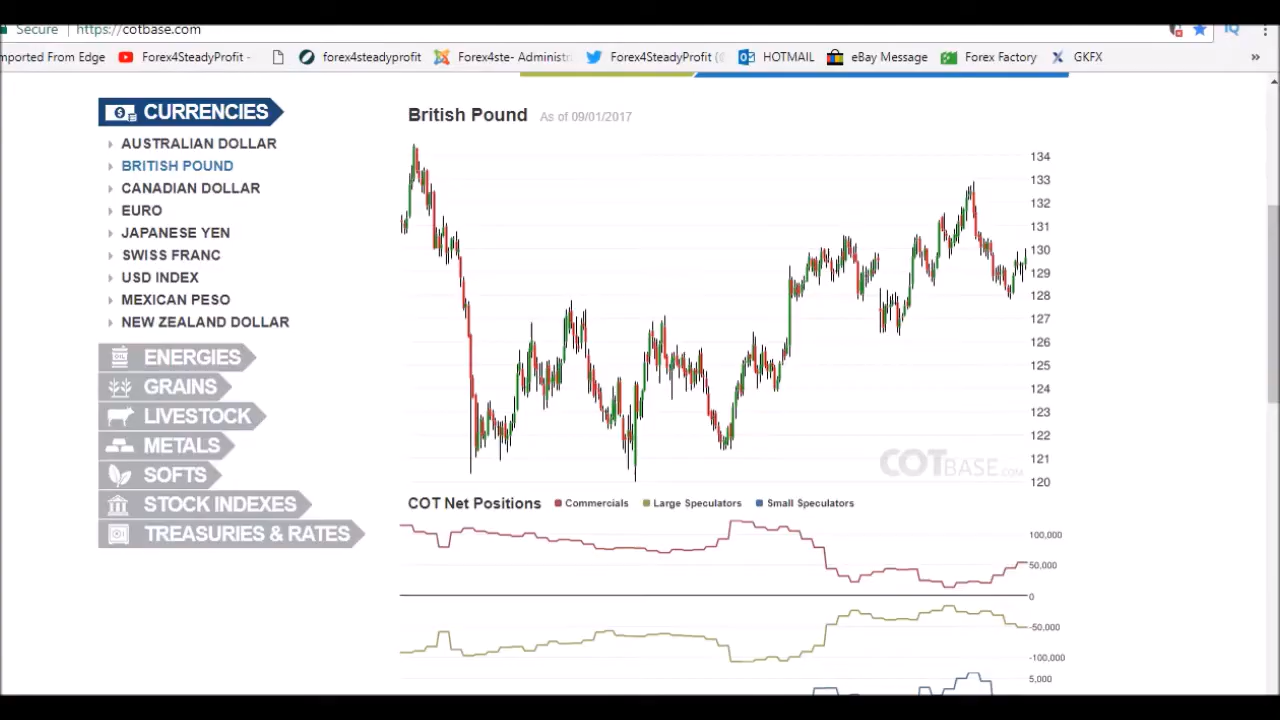 Secure | https://cotbase.com
mported From Edge Forex4SteadyProfit - forex4steadyprofit Forex4ste- Administr Forex4SteadyProfit (@ HOTMAIL eBay Message Forex Factory GKFX »
CURRENCIES
AUSTRALIAN DOLLAR
BRITISH POUND
CANADIAN DOLLAR
EURO
JAPANESE YEN
SWISS FRANC
USD INDEX
MEXICAN PESO
NEW ZEALAND DOLLAR
ENERGIES
GRAINS
LIVESTOCK
METALS
SOFTS
STOCK INDEXES
TREASURIES & RATES
British Pound As of 09/01/2017
134
133
132
131
130
129
128
127
126
125
124
123
122
121
120
COTBASE.COM
COT Net Positions Commercials Large Speculators Small Speculators
100,000
50,000
0
-50,000
-100,000
5,000